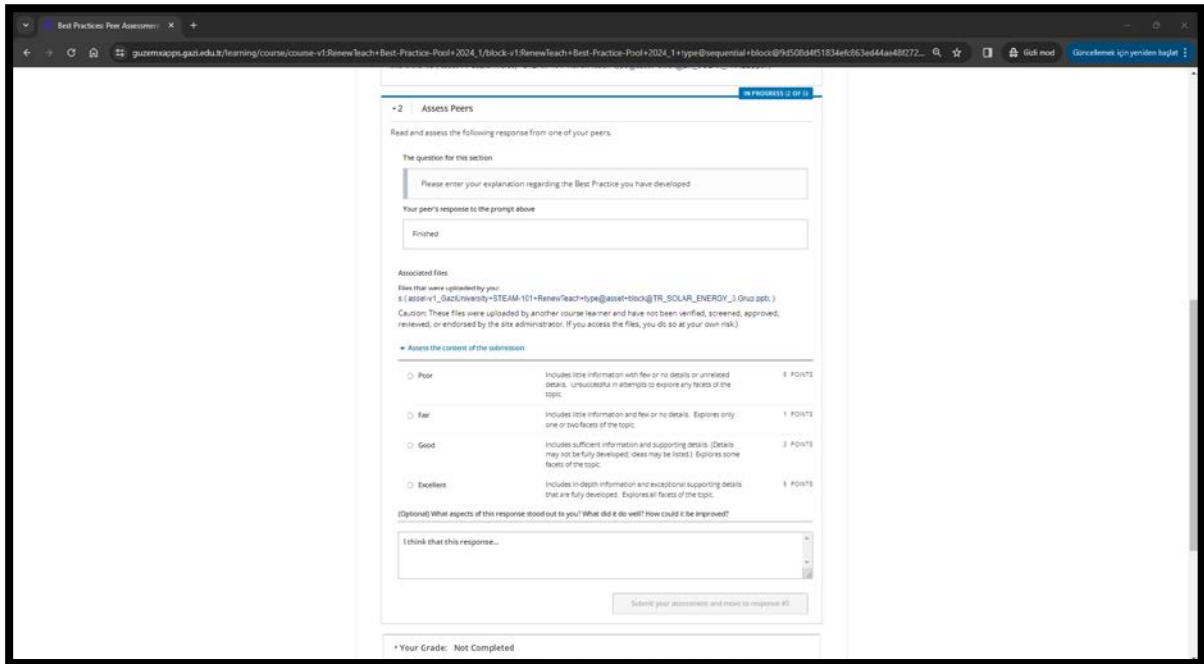 Best Practices: Peer Assessment
guzemxapps.gazi.edu.tr/learning/course/course-v1:RenewTeach+Best-Practice-Pool+2024_1/block-v1:RenewTeach+Best-Practice-Pool+2024_1+type@sequential+block@9d508d4f51834efc863ed44ae48f272...
Gizli mod
Güncellemek için yeniden başlat
IN PROGRESS (2 OF 5)
2 Assess Peers
Read and assess the following response from one of your peers.
The question for this section
Please enter your explanation regarding the Best Practice you have developed
Your peer's response to the prompt above
Finished
Associated Files
Files that were uploaded by you:
s ( asset-v1_GaziUniversity+STEAM-101+RenewTeach+type@asset+block@TR_SOLAR_ENERGY_3.Grup.pptx )
Caution: These files were uploaded by another course learner and have not been verified, screened, approved,
reviewed, or endorsed by the site administrator. If you access the files, you do so at your own risk.)
Assess the content of the submission
Poor
Includes little information with few or no details or unrelated
details. Unsuccessful in attempts to explore any facets of the
topic.
POINTS
Fair
Includes little information and few or no details. Explores only
one or two facets of the topic.
1 POINTS
Good
Includes sufficient information and supporting details. (Details
may not be fully developed; ideas may be listed.) Explores some
facets of the topic.
3 POINTS
Excellent
Includes in-depth information and exceptional supporting details
that are fully developed. Explores all facets of the topic.
5 POINTS
(Optional) What aspects of this response stood out to you? What did it do well? How could it be improved?
I think that this response...
Submit your assessment and move to response #3
Your Grade: Not Completed